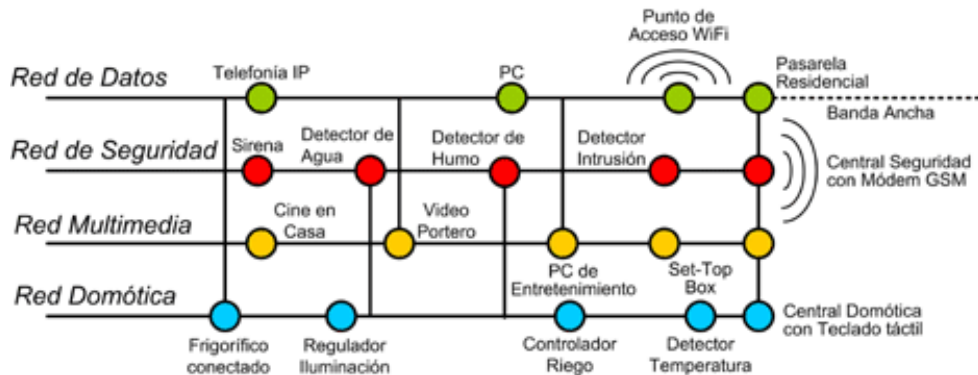 Punto de
Acceso WiFi
Red de Datos
Telefonía IP
PC
Pasarela
Residencial
Banda Ancha
Red de Seguridad
Sirena
Detector de
Agua
Detector de
Humo
Detector
Intrusión
Central Seguridad
con Módem GSM
Red Multimedia
Cine en
Casa
Video
Portero
PC de
Entretenimiento
Set-Top
Box
Red Domótica
Central Domótica
con Teclado táctil
Frigorífico
conectado
Regulador
Iluminación
Controlador
Riego
Detector
Temperatura